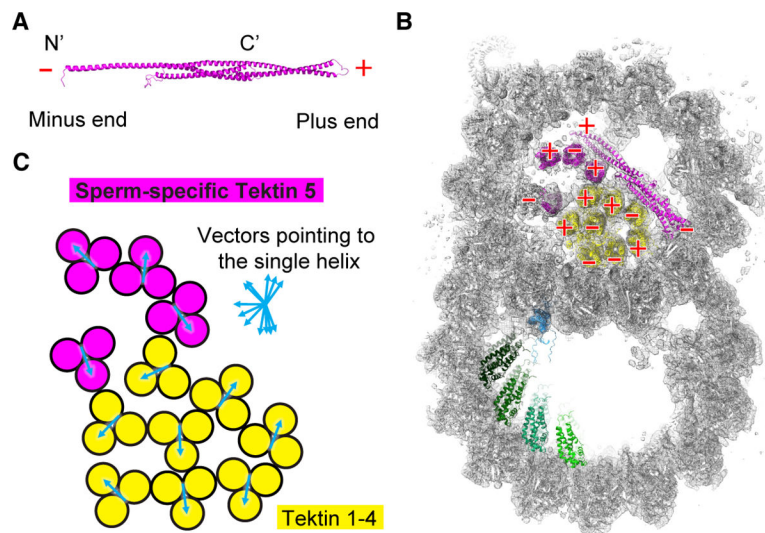 A
N’ C’
− +
Minus end Plus end
B
+
+ − +
− + + −
+ − −
+
− −
C
Sperm-specific Tektin 5
Vectors pointing to
the single helix
Tektin 1-4